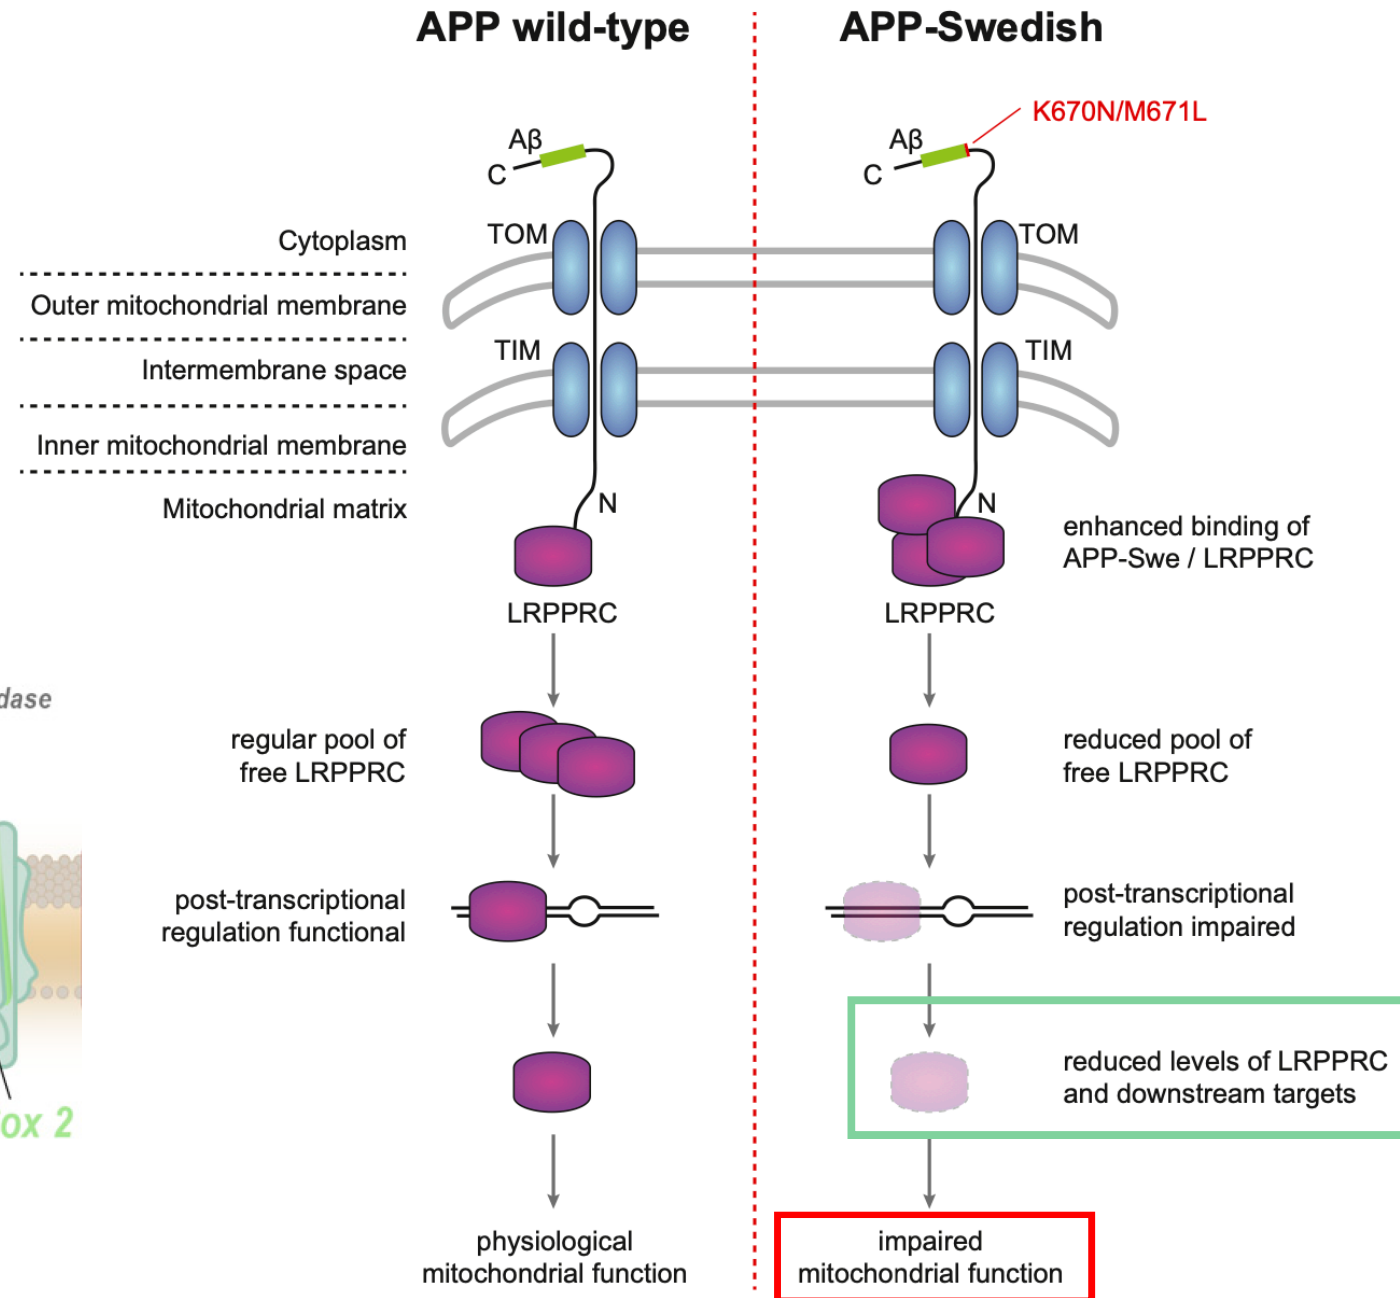 APP wild-type
APP-Swedish
K670N/M671L
Aβ
C
Aβ
C
Cytoplasm
TOM
TOM
Outer mitochondrial membrane
TIM
TIM
Intermembrane space
Inner mitochondrial membrane
Mitochondrial matrix
N
N
enhanced binding of
APP-Swe / LRPPRC
LRPPRC
LRPPRC
dase
regular pool of
free LRPPRC
reduced pool of
free LRPPRC
post-transcriptional
regulation functional
post-transcriptional
regulation impaired
reduced levels of LRPPRC
and downstream targets
ox 2
physiological
mitochondrial function
impaired
mitochondrial function